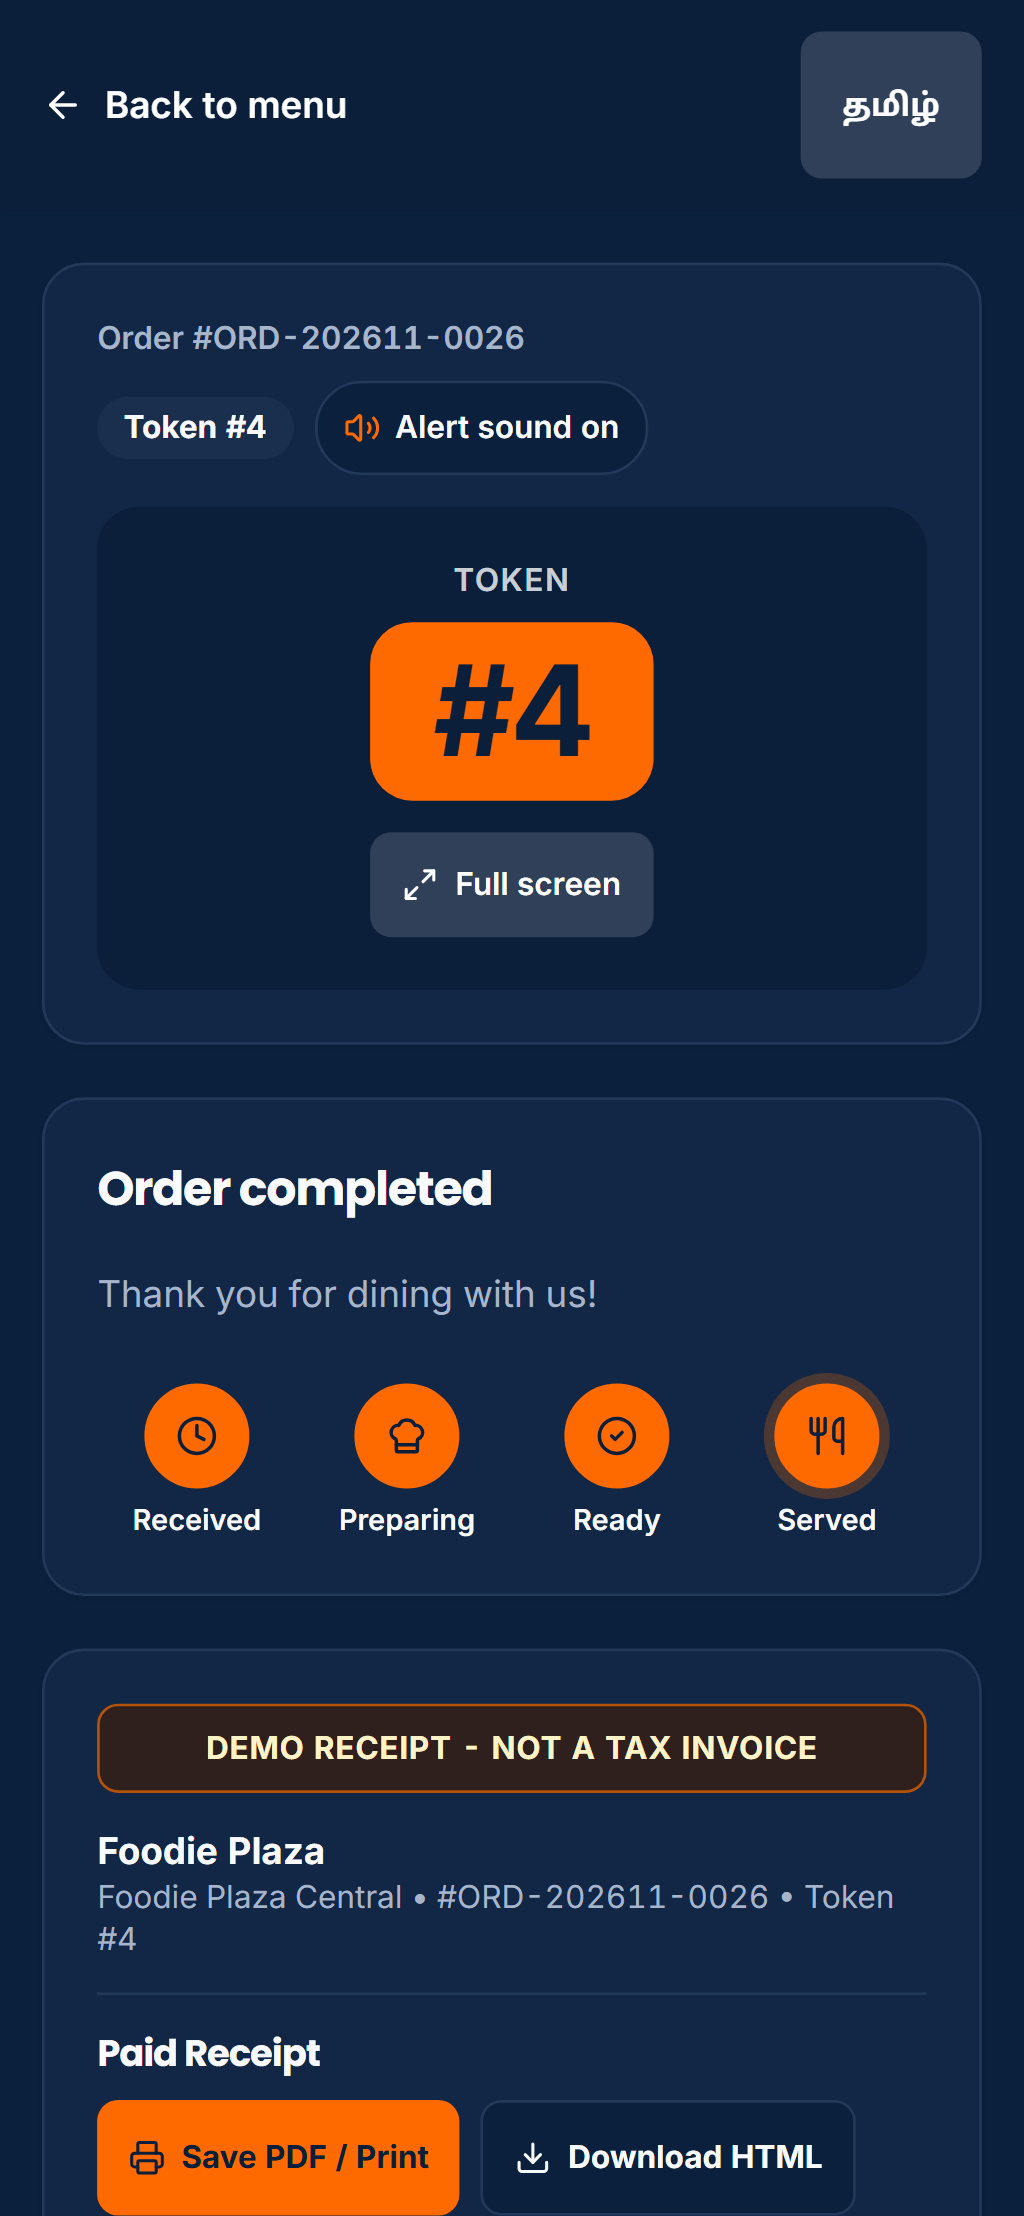 Back to menu
தமிழ்
Order #ORD-202611-0026
Token #4
Alert sound on
TOKEN
#4
Full screen
Order completed
Thank you for dining with us!
Received
Preparing
Ready
Served
DEMO RECEIPT - NOT A TAX INVOICE
Foodie Plaza
Foodie Plaza Central • #ORD-202611-0026 • Token
#4
Paid Receipt
Save PDF / Print
Download HTML